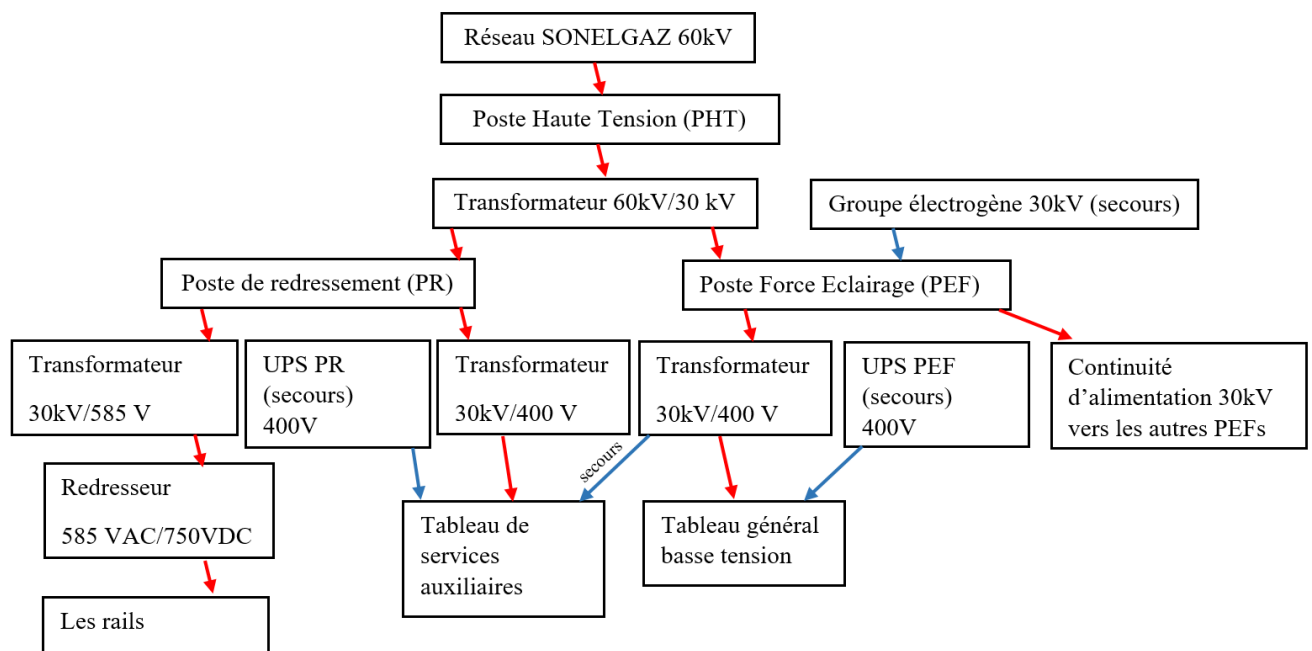 Réseau SONELGAZ 60kV
Poste Haute Tension (PHT)
Transformateur 60kV/30 kV
Groupe électrogène 30kV (secours)
Poste de redressement (PR)
Poste Force Eclairage (PEF)
Transformateur
30kV/585 V
UPS PR
(secours)
400V
Transformateur
30kV/400 V
Transformateur
30kV/400 V
UPS PEF
(secours)
400V
Continuité
d’alimentation 30kV
vers les autres PEFs
secours
Redresseur
585 VAC/750VDC
Tableau de
services
auxiliaires
Tableau général
basse tension
Les rails